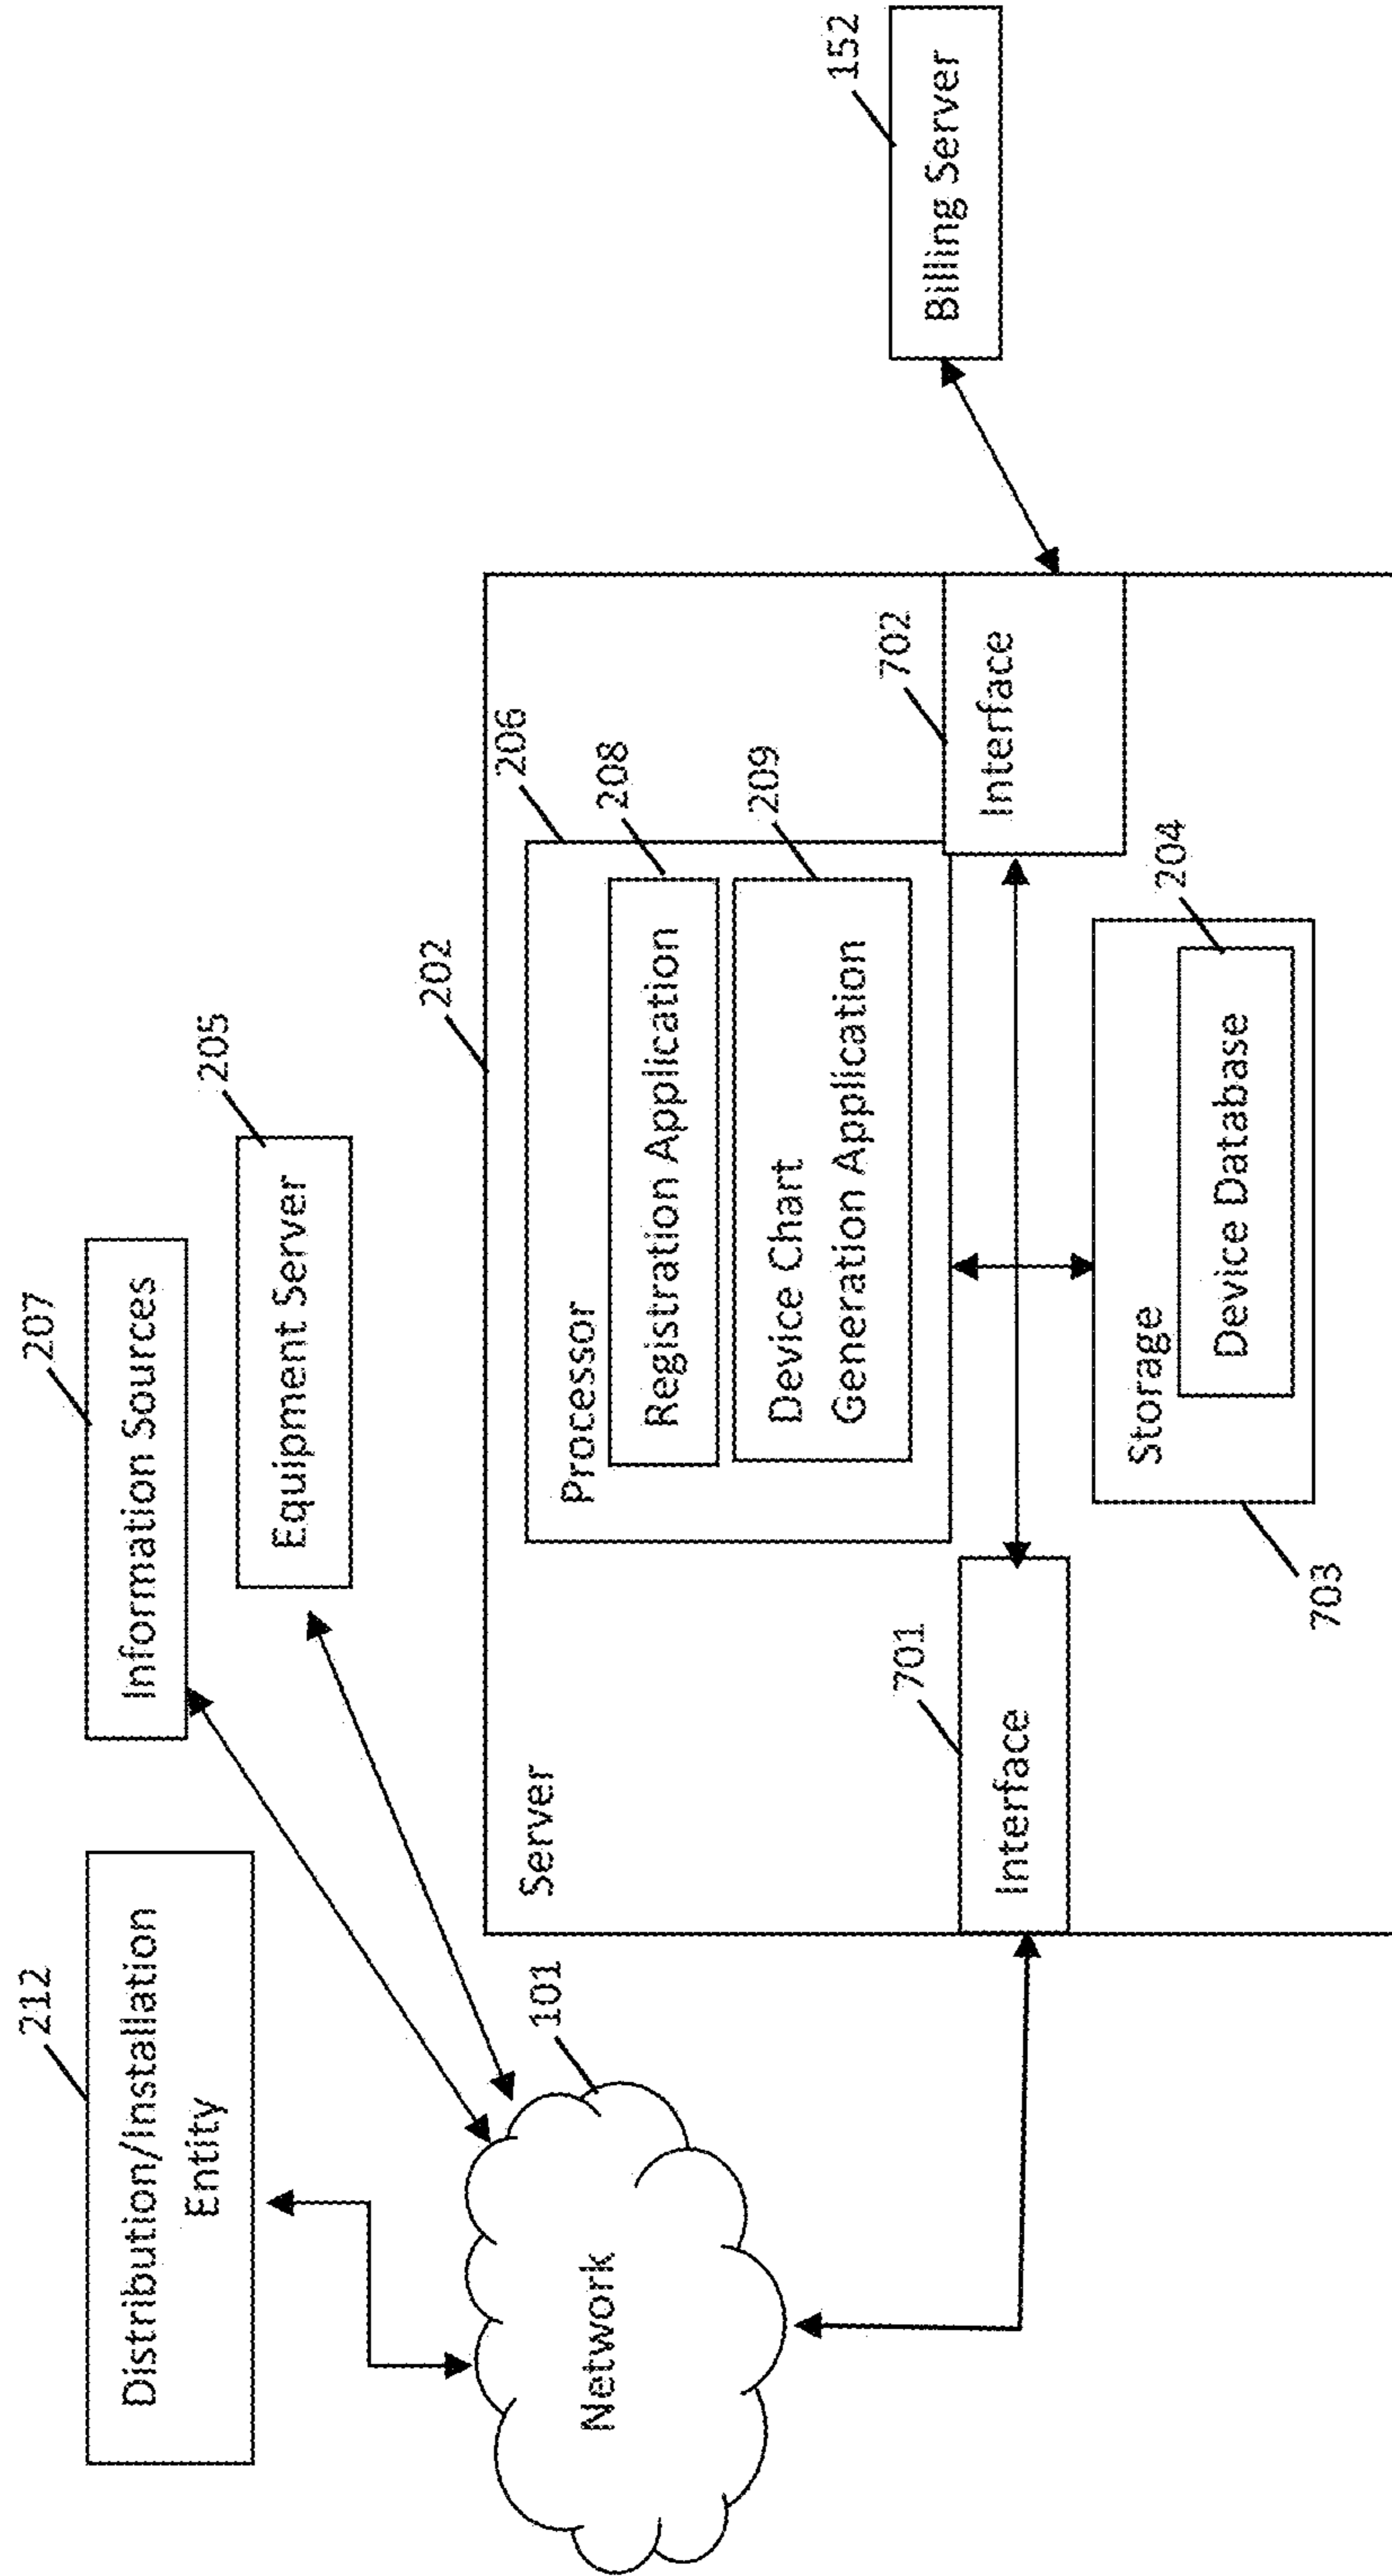 212
Distribution/Installation
Entity
207
Information Sources
205
Equipment Server
101
Network
202
Server
206
Processor
208
Registration Application
209
Device Chart
Generation Application
701
Interface
702
Interface
703
Storage
204
Device Database
152
Billing Server